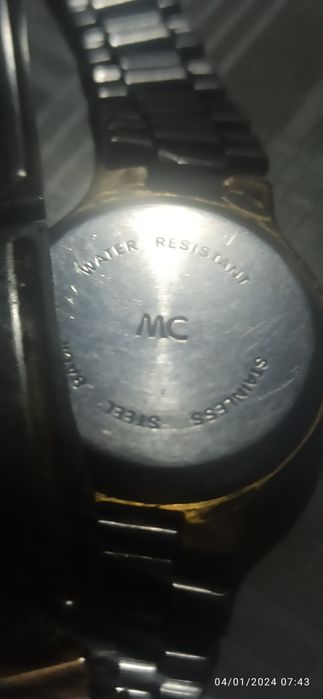 WATER RESISTANT
MC
STAINLESS STEEL BACK
04/01/2024 07:43